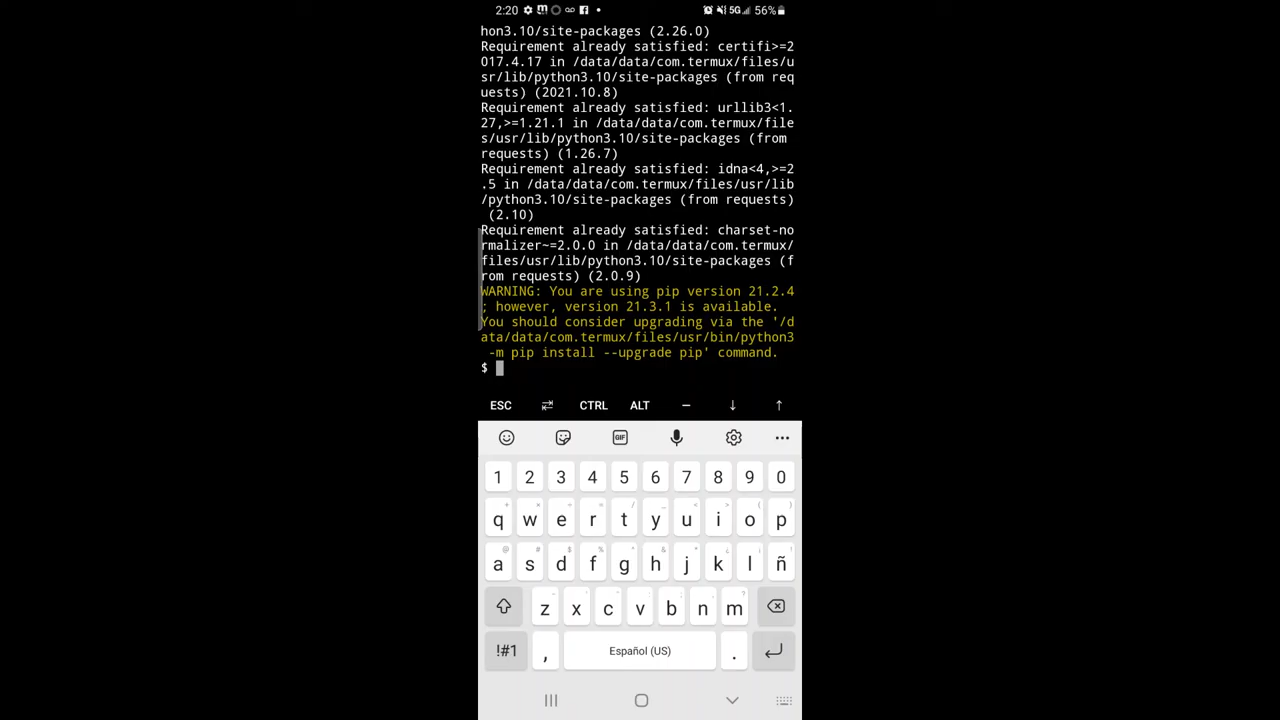 2:20 5G 56%
hon3.10/site-packages (2.26.0)
Requirement already satisfied: certifi>=2
017.4.17 in /data/data/com.termux/files/u
sr/lib/python3.10/site-packages (from req
uests) (2021.10.8)
Requirement already satisfied: urllib3<1.
27,>=1.21.1 in /data/data/com.termux/file
s/usr/lib/python3.10/site-packages (from
requests) (1.26.7)
Requirement already satisfied: idna<4,>=2
.5 in /data/data/com.termux/files/usr/lib
/python3.10/site-packages (from requests)
(2.10)
Requirement already satisfied: charset-no
rmalizer~=2.0.0 in /data/data/com.termux/
files/usr/lib/python3.10/site-packages (f
rom requests) (2.0.9)
WARNING: You are using pip version 21.2.4
; however, version 21.3.1 is available.
You should consider upgrading via the '/d
ata/data/com.termux/files/usr/bin/python3
-m pip install --upgrade pip' command.
$
ESC CTRL ALT – ↓ ↑
GIF
1 2 3 4 5 6 7 8 9 0
q w e r t y u i o p
a s d f g h j k l ñ
z x c v b n m
!#1 , Español (US) .